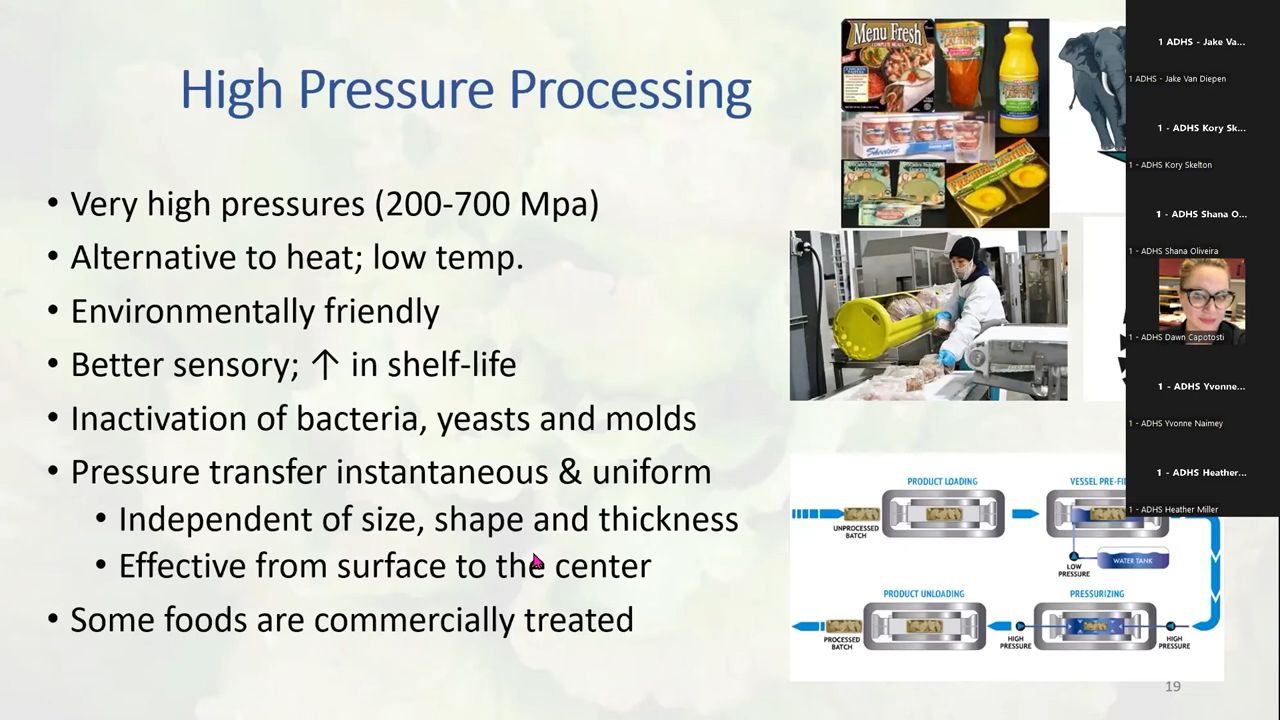 High Pressure Processing
• Very high pressures (200-700 Mpa)
• Alternative to heat; low temp.
• Environmentally friendly
• Better sensory; ↑ in shelf-life
• Inactivation of bacteria, yeasts and molds
• Pressure transfer instantaneous & uniform
• Independent of size, shape and thickness
• Effective from surface to the center
• Some foods are commercially treated
Menu Fresh
FRESHER-LASTING
PRODUCT LOADING
VESSEL PRE-FI
UNPROCESSED
BATCH
LOW
PRESSURE
WATER TANK
PRODUCT UNLOADING
PRESSURIZING
PROCESSED
BATCH
HIGH
PRESSURE
HIGH
PRESSURE
19
1 ADHS - Jake Va...
1 ADHS - Jake Van Diepen
1 - ADHS Kory Sk...
1 - ADHS Kory Skelton
1 - ADHS Shana O...
1 - ADHS Shana Oliveira
1 - ADHS Dawn Capotosti
1 - ADHS Yvonne...
1 - ADHS Yvonne Naimey
1 - ADHS Heather...
1 - ADHS Heather Miller